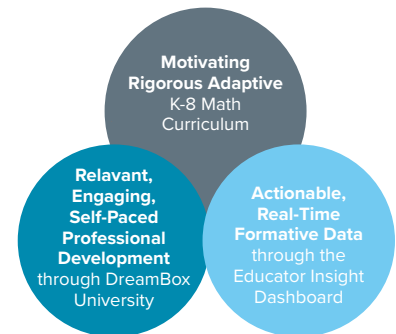 Motivating
Rigorous Adaptive
K-8 Math
Curriculum
Relavant,
Engaging,
Self-Paced
Professional
Development
through DreamBox
University
Actionable,
Real-Time
Formative Data
through the
Educator Insight
Dashboard